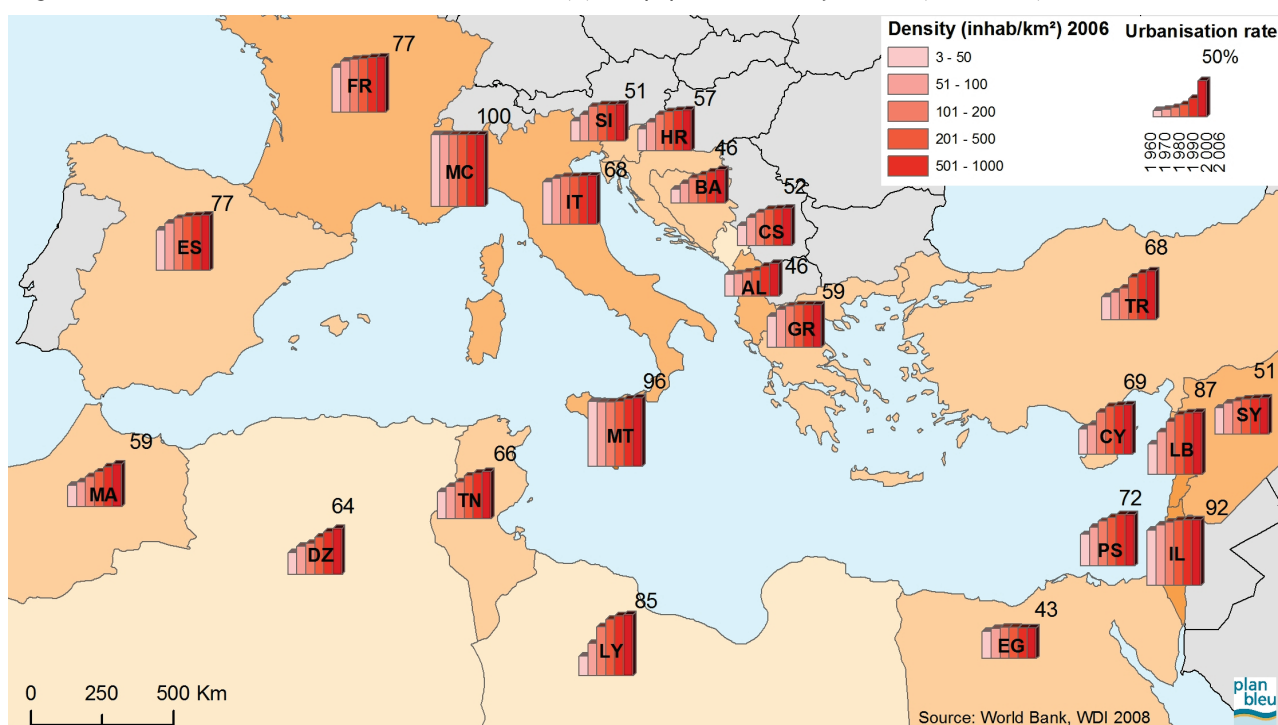 Density (inhab/km²) 2006
3 - 50
51 - 100
101 - 200
201 - 500
501 - 1000
Urbanisation rate
50%
1960
1970
1980
1990
2000
2006
77
FR
100
MC
51
SI
57
HR
68
IT
46
BA
52
CS
46
AL
59
GR
77
ES
68
TR
96
MT
69
CY
87
LB
51
SY
59
MA
66
TN
64
DZ
72
PS
92
IL
85
LY
43
EG
0 250 500 Km
Source: World Bank, WDI 2008
plan
bleu